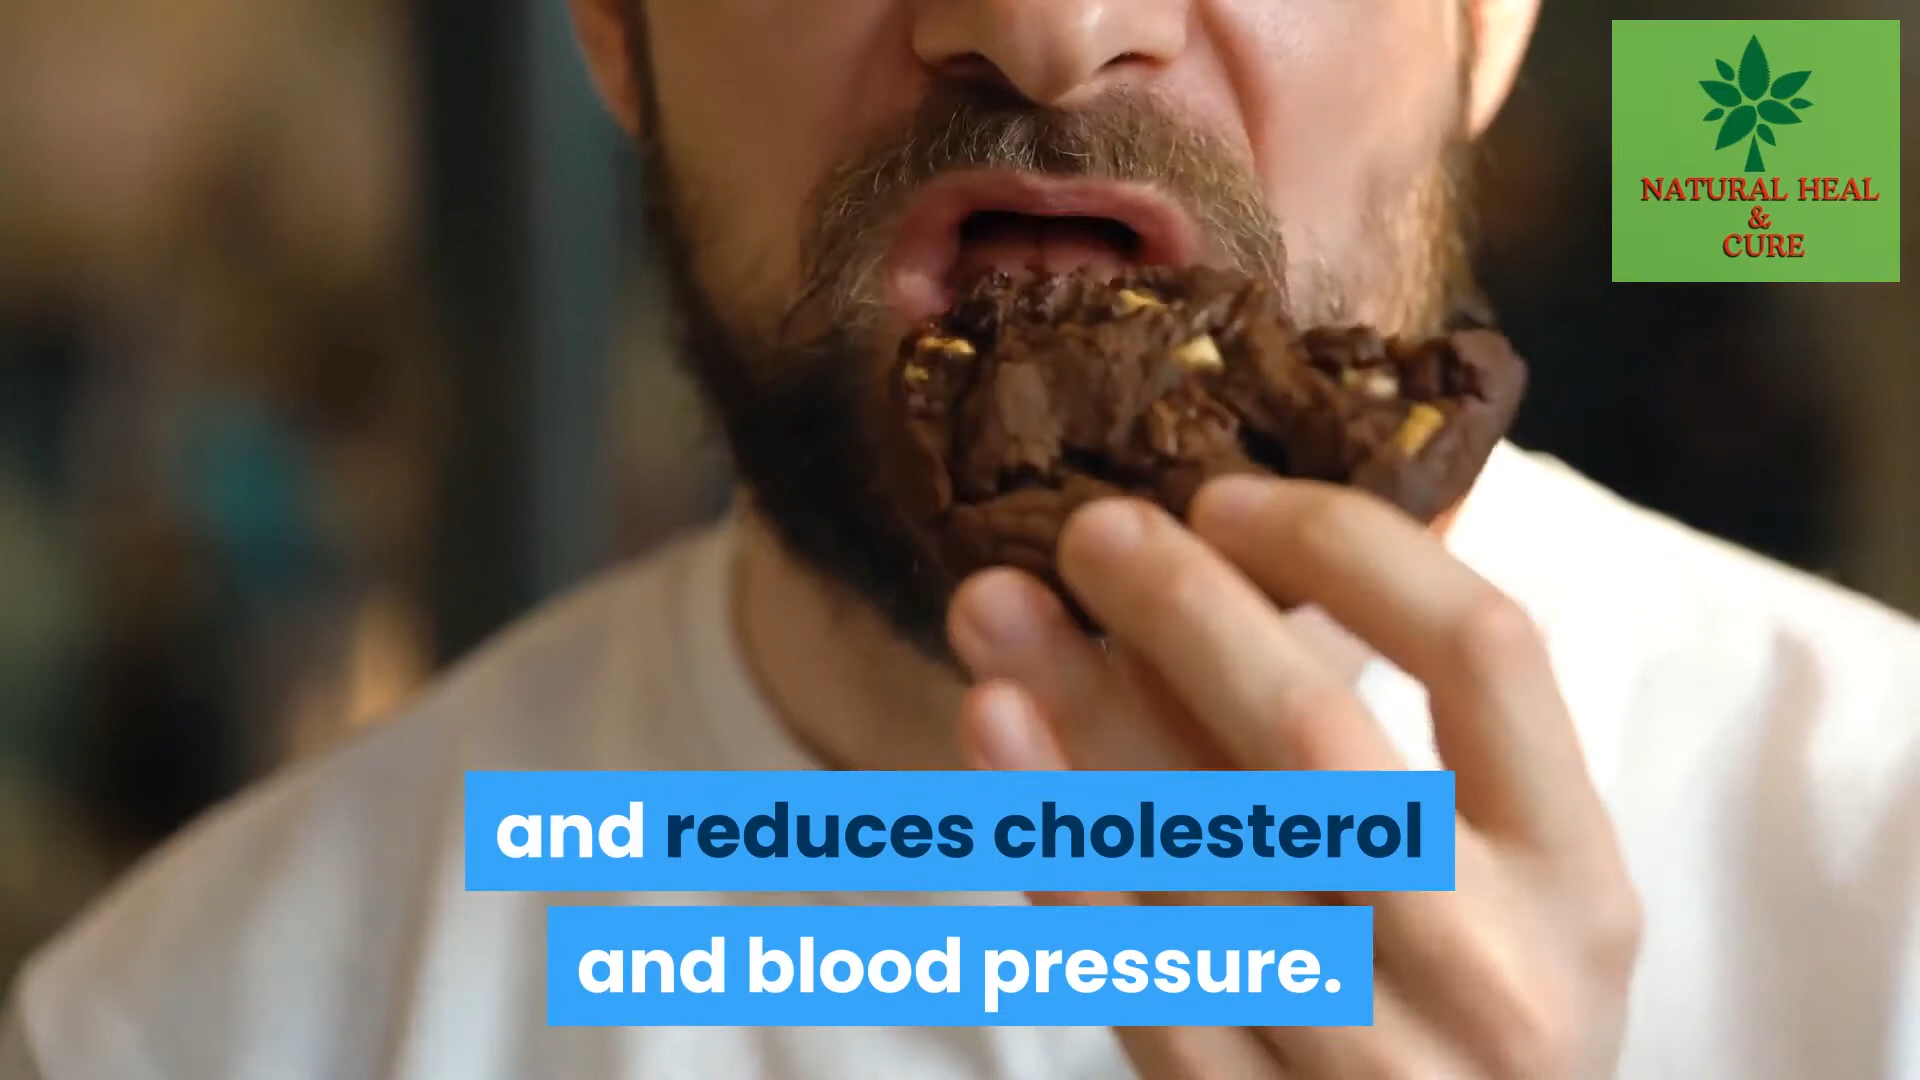 NATURAL HEAL
&
CURE
and reduces cholesterol
and blood pressure.